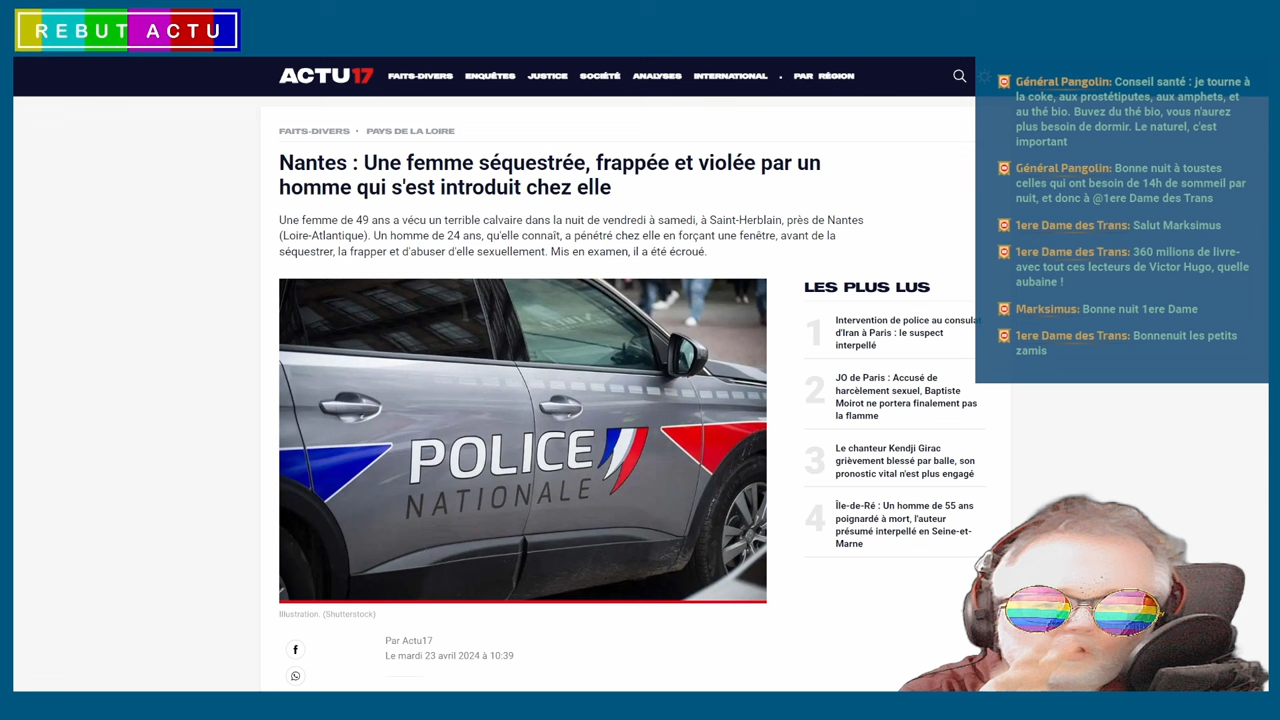 REBUT ACTU
ACTU17
FAITS-DIVERS ENQUÊTES JUSTICE SOCIÉTÉ ANALYSES INTERNATIONAL . PAR RÉGION
FAITS-DIVERS · PAYS DE LA LOIRE
Nantes : Une femme séquestrée, frappée et violée par un
homme qui s'est introduit chez elle
Une femme de 49 ans a vécu un terrible calvaire dans la nuit de vendredi à samedi, à Saint-Herblain, près de Nantes
(Loire-Atlantique). Un homme de 24 ans, qu'elle connaît, a pénétré chez elle en forçant une fenêtre, avant de la
séquestrer, la frapper et d'abuser d'elle sexuellement. Mis en examen, il a été écroué.
POLICE
NATIONALE
Illustration. (Shutterstock)
Par Actu17
Le mardi 23 avril 2024 à 10:39
LES PLUS LUS
1
Intervention de police au consulat
d'Iran à Paris : le suspect
interpellé
2
JO de Paris : Accusé de
harcèlement sexuel, Baptiste
Moirot ne portera finalement pas
la flamme
3
Le chanteur Kendji Girac
grièvement blessé par balle, son
pronostic vital n'est plus engagé
4
Île-de-Ré : Un homme de 55 ans
poignardé à mort, l'auteur
présumé interpellé en Seine-et-
Marne
Général Pangolin: Conseil santé : je tourne à
la coke, aux prostétiputes, aux amphets, et
au thé bio. Buvez du thé bio, vous n'aurez
plus besoin de dormir. Le naturel, c'est
important
Général Pangolin: Bonne nuit à toustes
celles qui ont besoin de 14h de sommeil par
nuit, et donc à @1ere Dame des Trans
1ere Dame des Trans: Salut Marksimus
1ere Dame des Trans: 360 milions de livre-
avec tout ces lecteurs de Victor Hugo, quelle
aubaine !
Marksimus: Bonne nuit 1ere Dame
1ere Dame des Trans: Bonnenuit les petits
zamis